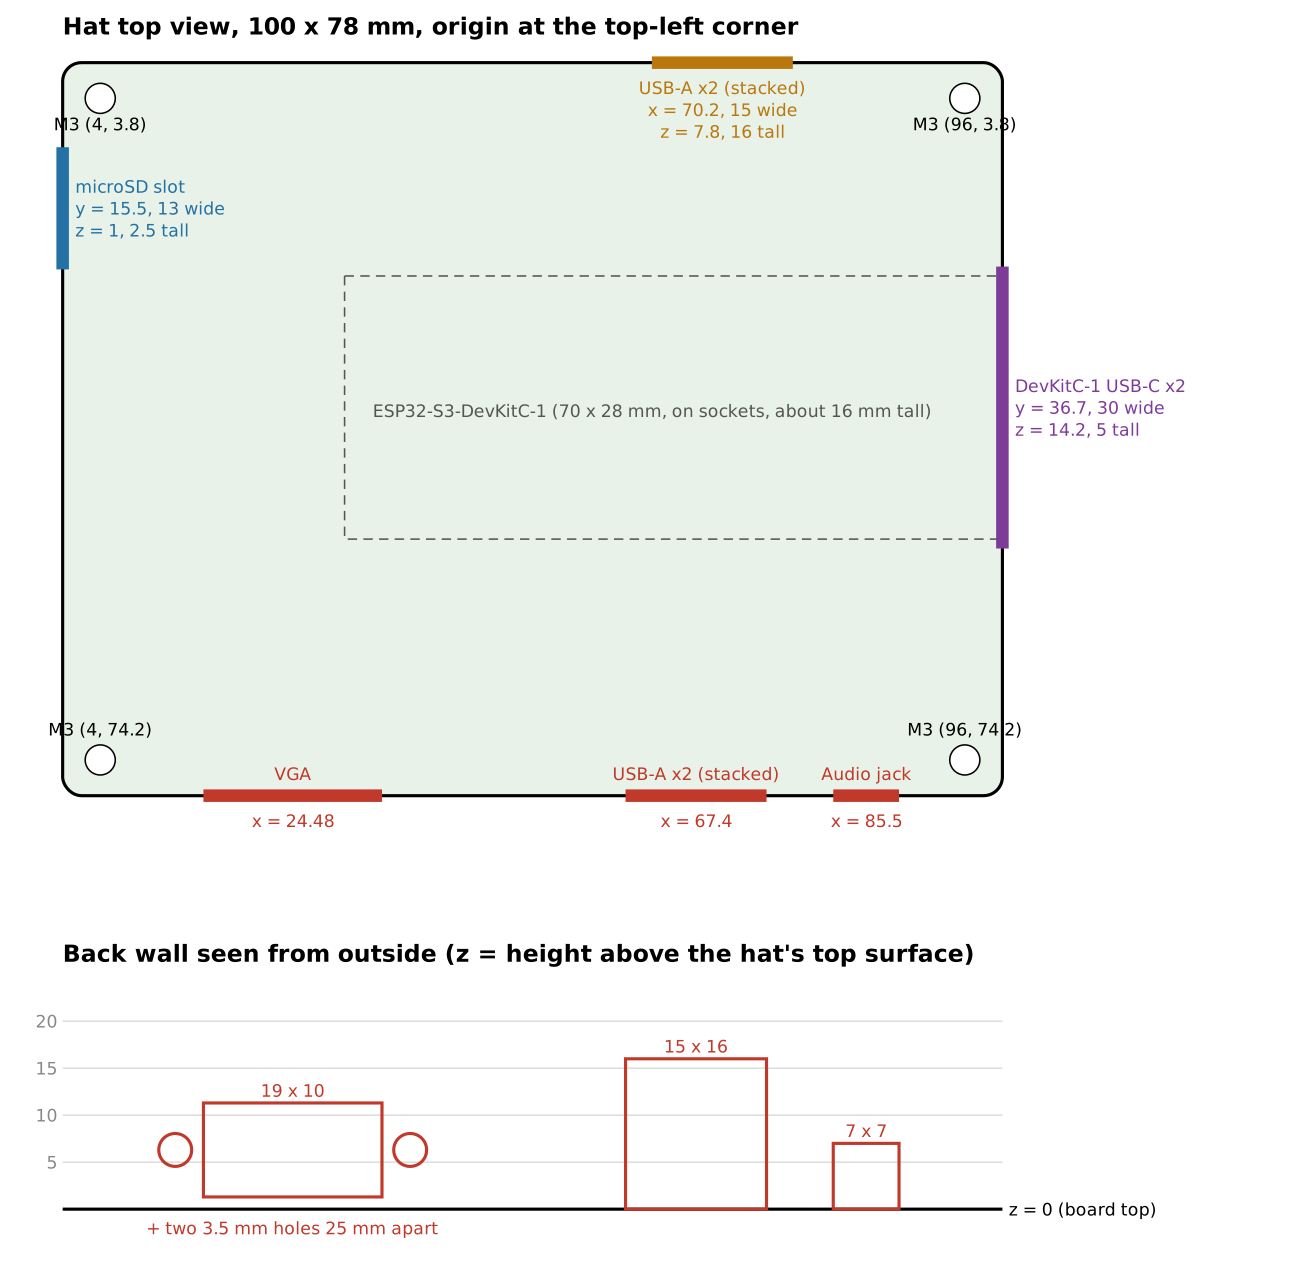 Hat top view, 100 x 78 mm, origin at the top-left corner
USB-A x2 (stacked)
x = 70.2, 15 wide
z = 7.8, 16 tall
M3 (4, 3.8)
M3 (96, 3.8)
microSD slot
y = 15.5, 13 wide
z = 1, 2.5 tall
DevKitC-1 USB-C x2
y = 36.7, 30 wide
z = 14.2, 5 tall
ESP32-S3-DevKitC-1 (70 x 28 mm, on sockets, about 16 mm tall)
M3 (4, 74.2)
M3 (96, 74.2)
VGA
USB-A x2 (stacked)
Audio jack
x = 24.48
x = 67.4
x = 85.5
Back wall seen from outside (z = height above the hat's top surface)
20
15 x 16
15
19 x 10
10
7 x 7
5
z = 0 (board top)
+ two 3.5 mm holes 25 mm apart